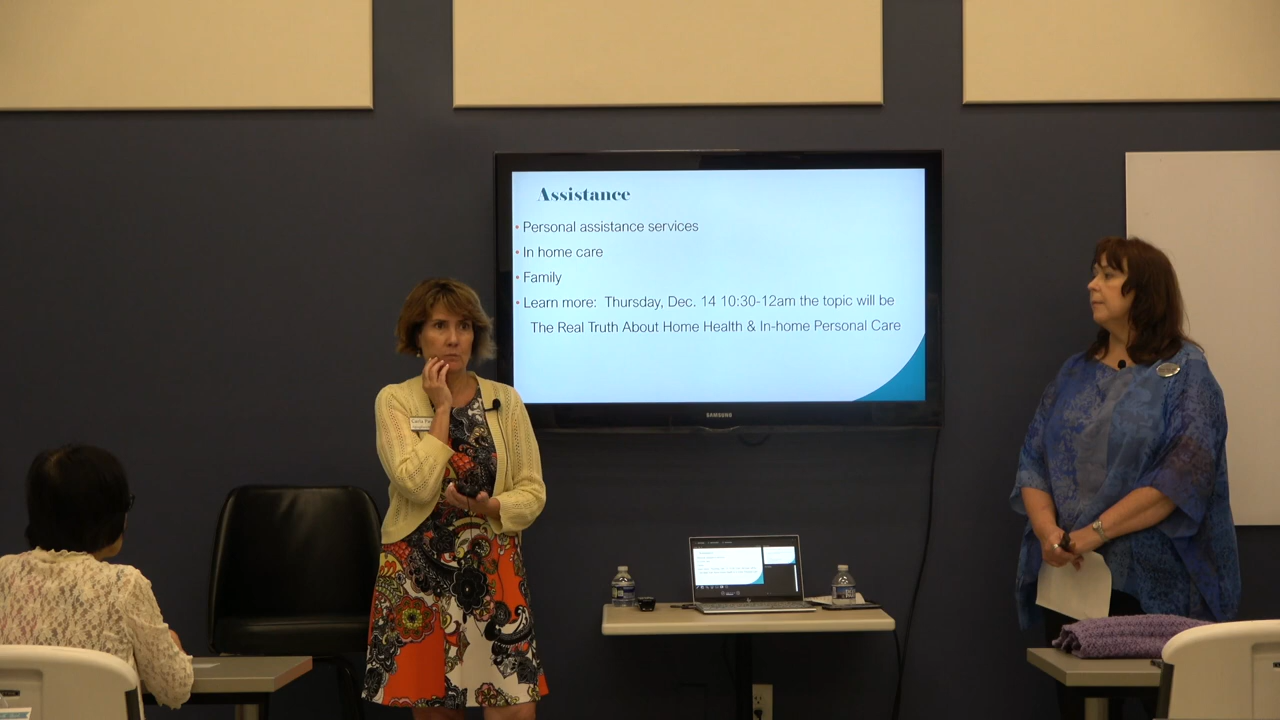 Assistance
• Personal assistance services
• In home care
• Family
• Learn more: Thursday, Dec. 14 10:30-12am the topic will be
The Real Truth About Home Health & In-home Personal Care
SAMSUNG